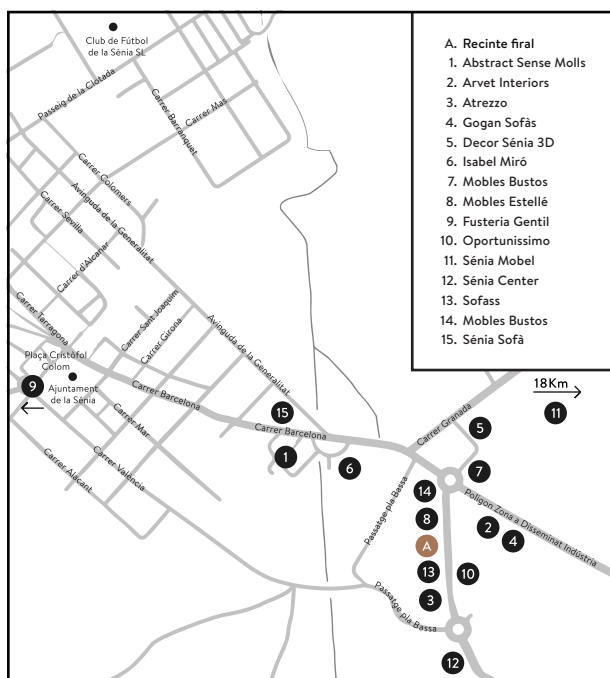 Club de Fútbol
de la Sénia SL
Passeig de la Clotada
Carrer Mas
Carrer Barranquet
Carrer Colomers
Avinguda de la Generalitat
Carrer Sevilla
Carrer d'Alcanar
Carrer Tarragona
Carrer Sant Joaquim
Carrer Girona
Avinguda de la Generalitat
Plaça Cristòfol
Colom
Ajuntament
de la Sénia
9
Carrer Barcelona
15
Carrer Barcelona
1
6
Carrer Mar
Carrer València
Carrer Alacant
Carrer Granada
5
7
18Km
11
Passatge pla Bassa
14
8
A
13
3
10
Polígon Zona a Disseminat Indústria
2
4
Passatge pla Bassa
12
A. Recinte firal
1. Abstract Sense Molls
2. Arvet Interiors
3. Atrezzo
4. Gogan Sofàs
5. Decor Sénia 3D
6. Isabel Miró
7. Mobles Bustos
8. Mobles Estellé
9. Fusteria Gentil
10. Oportunissimo
11. Sénia Mobel
12. Sénia Center
13. Sofass
14. Mobles Bustos
15. Sénia Sofà